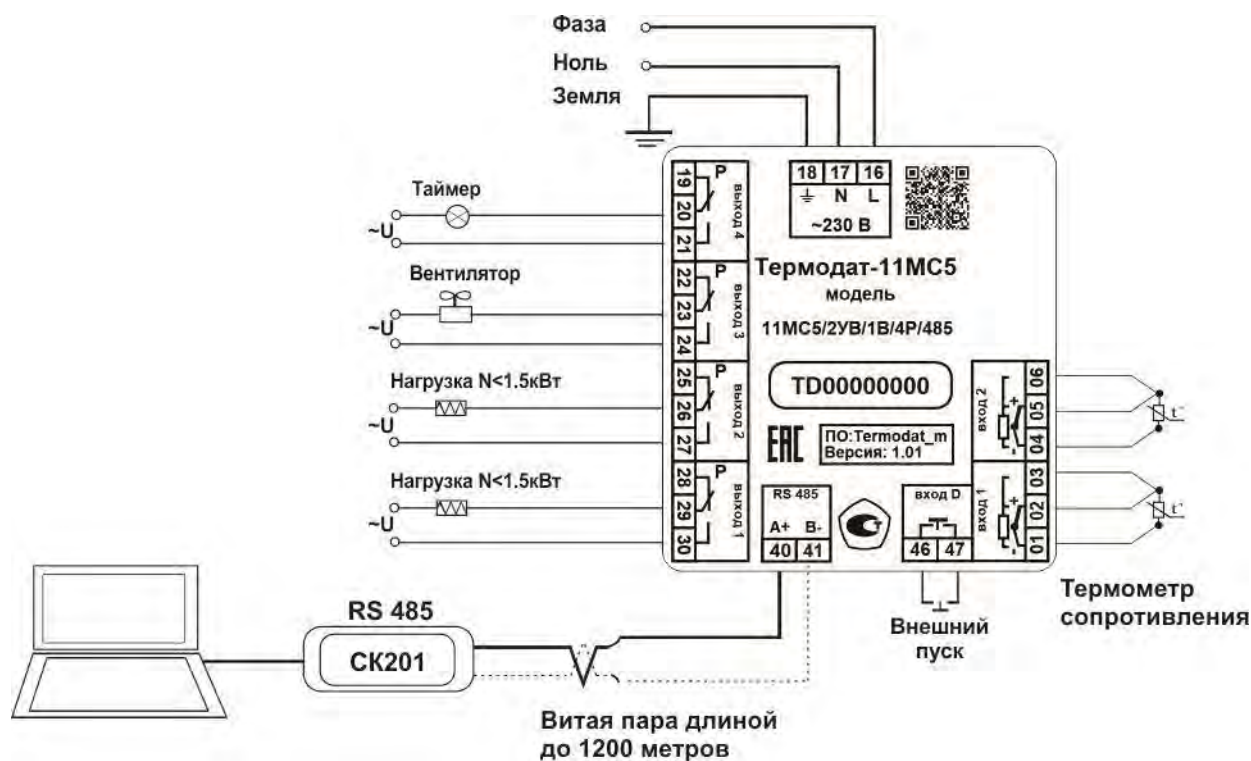 Фаза
Ноль
Земля
18 17 16
N L
~230 В
Таймер
~U
19 20 21
P
выход 4
Вентилятор
~U
22 23 24
P
выход 3
Нагрузка N<1.5кВт
~U
25 26 27
P
выход 2
Нагрузка N<1.5кВт
~U
28 29 30
P
выход 1
Термодат-11МС5
модель
11МС5/2УВ/1В/4Р/485
TD00000000
EAC
ПО:Termodat_m
Версия: 1.01
RS 485
A+ B-
40 41
вход D
46 47
06 05 04
вход 2
+
-
t°
03 02 01
вход 1
+
-
t°
Термометр
сопротивления
Внешний
пуск
RS 485
СК201
Витая пара длиной
до 1200 метров